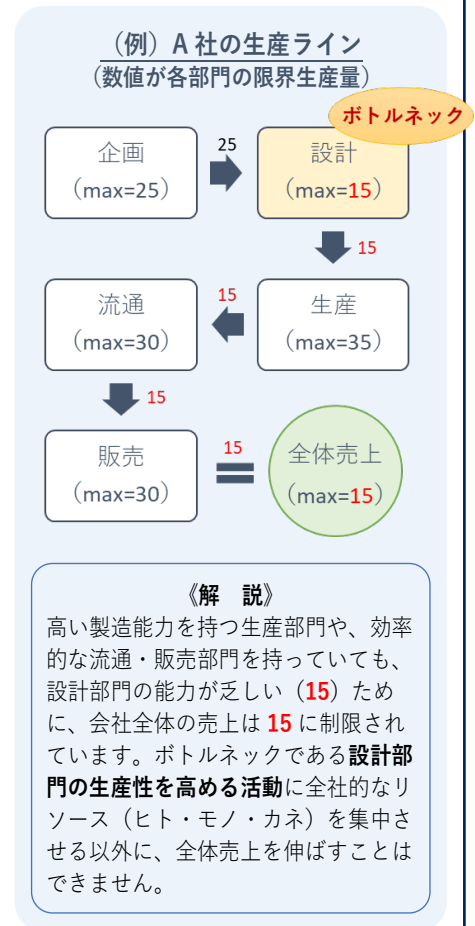 （例）A 社の生産ライン
（数値が各部門の限界生産量）
ボトルネック
企画
（max=25）
25
設計
（max=15）
15
流通
（max=30）
15
生産
（max=35）
15
販売
（max=30）
15
全体売上
（max=15）
《解　説》
高い製造能力を持つ生産部門や、効率
的な流通・販売部門を持っていても、
設計部門の能力が乏しい（15）ため
に、会社全体の売上は 15 に制限され
ています。ボトルネックである設計部
門の生産性を高める活動に全社的なリ
ソース（ヒト・モノ・カネ）を集中さ
せる以外に、全体売上を伸ばすことは
できません。